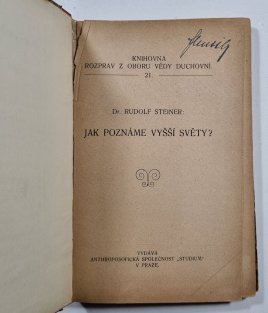 KNIHOVNA
ROZPRAV Z OBORU VĚDY DUCHOVNÍ.
21.
Dr. RUDOLF STEINER:
JAK POZNÁME VYŠŠÍ SVĚTY?
VYDÁVÁ
ANTHROPOSOFICKÁ SPOLEČNOST „STUDIUM"
V PRAZE.